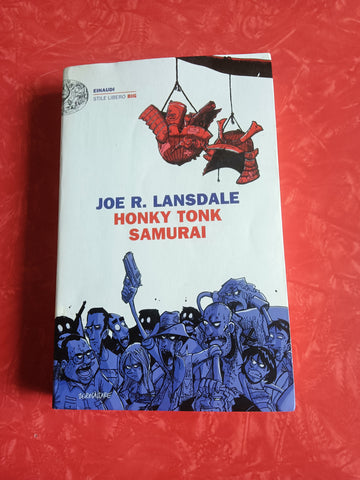 EINAUDI
STILE LIBERO BIG
JOE R. LANSDALE
HONKY TONK
SAMURAI